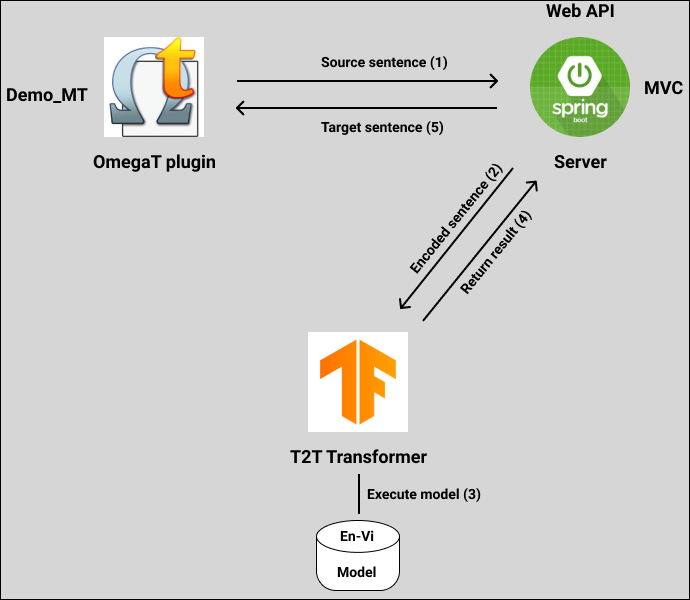 Web API
Source sentence (1)
Demo_MT
t
spring
boot
MVC
Target sentence (5)
OmegaT plugin
Server
Encoded sentence (2)
Return result (4)
T2T Transformer
Execute model (3)
En-Vi
Model